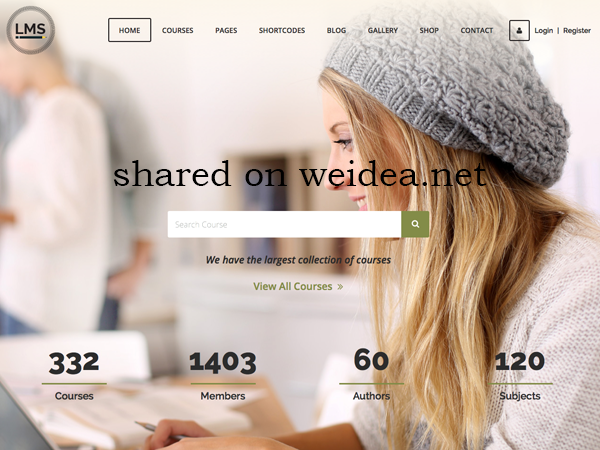 LMS
HOME COURSES PAGES SHORTCODES BLOG GALLERY SHOP CONTACT Login | Register
shared on weidea.net
Search Course
We have the largest collection of courses
View All Courses »
332 1403 60 120
Courses Members Authors Subjects